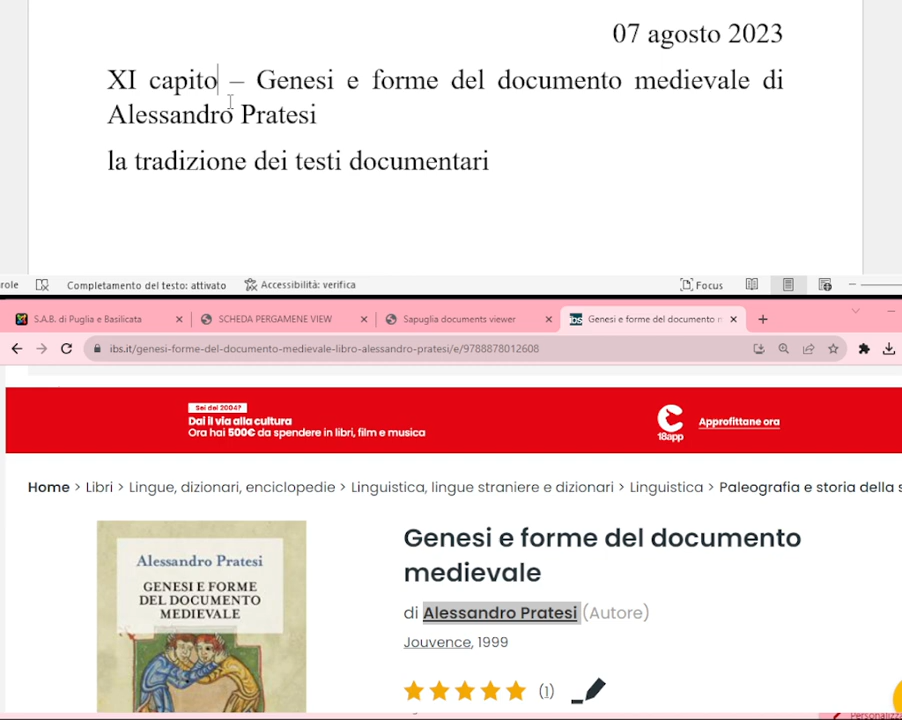 07 agosto 2023
XI capito – Genesi e forme del documento medievale di
Alessandro Pratesi
la tradizione dei testi documentari
role Completamento del testo: attivato Accessibilità: verifica Focus
S.A.B. di Puglia e Basilicata SCHEDA PERGAMENE VIEW Sapuglia documents viewer ibs Genesi e forme del documento
ibs.it/genesi-forme-del-documento-medievale-libro-alessandro-pratesi/e/9788878012608
Sei del 2004?
Dai il via alla cultura
Ora hai 500€ da spendere in libri, film e musica
18app
Approfittane ora
Home > Libri > Lingue, dizionari, enciclopedie > Linguistica, lingue straniere e dizionari > Linguistica > Paleografia e storia della s
Alessandro Pratesi
GENESI E FORME
DEL DOCUMENTO
MEDIEVALE
Genesi e forme del documento
medievale
di Alessandro Pratesi (Autore)
Jouvence, 1999
(1)
Personalizza